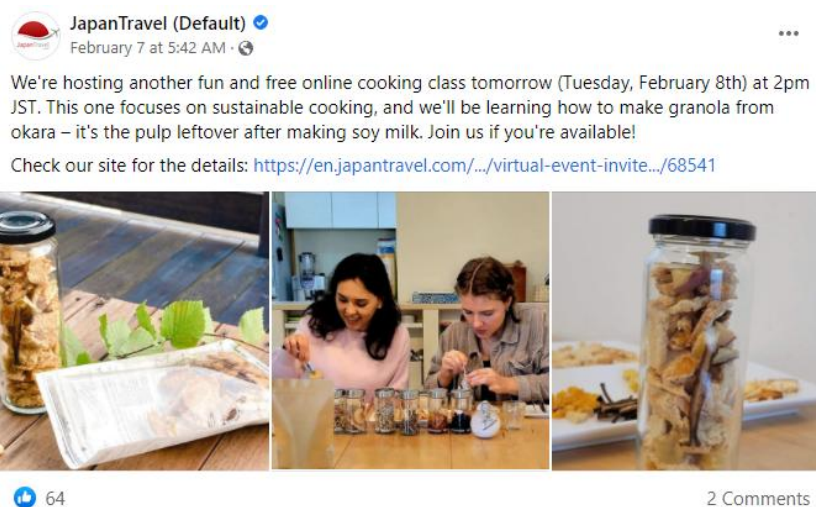 JapanTravel (Default)
February 7 at 5:42 AM ·
We're hosting another fun and free online cooking class tomorrow (Tuesday, February 8th) at 2pm
JST. This one focuses on sustainable cooking, and we'll be learning how to make granola from
okara – it's the pulp leftover after making soy milk. Join us if you're available!
Check our site for the details: https://en.japantravel.com/.../virtual-event-invite.../68541
64
2 Comments
JapanTravel